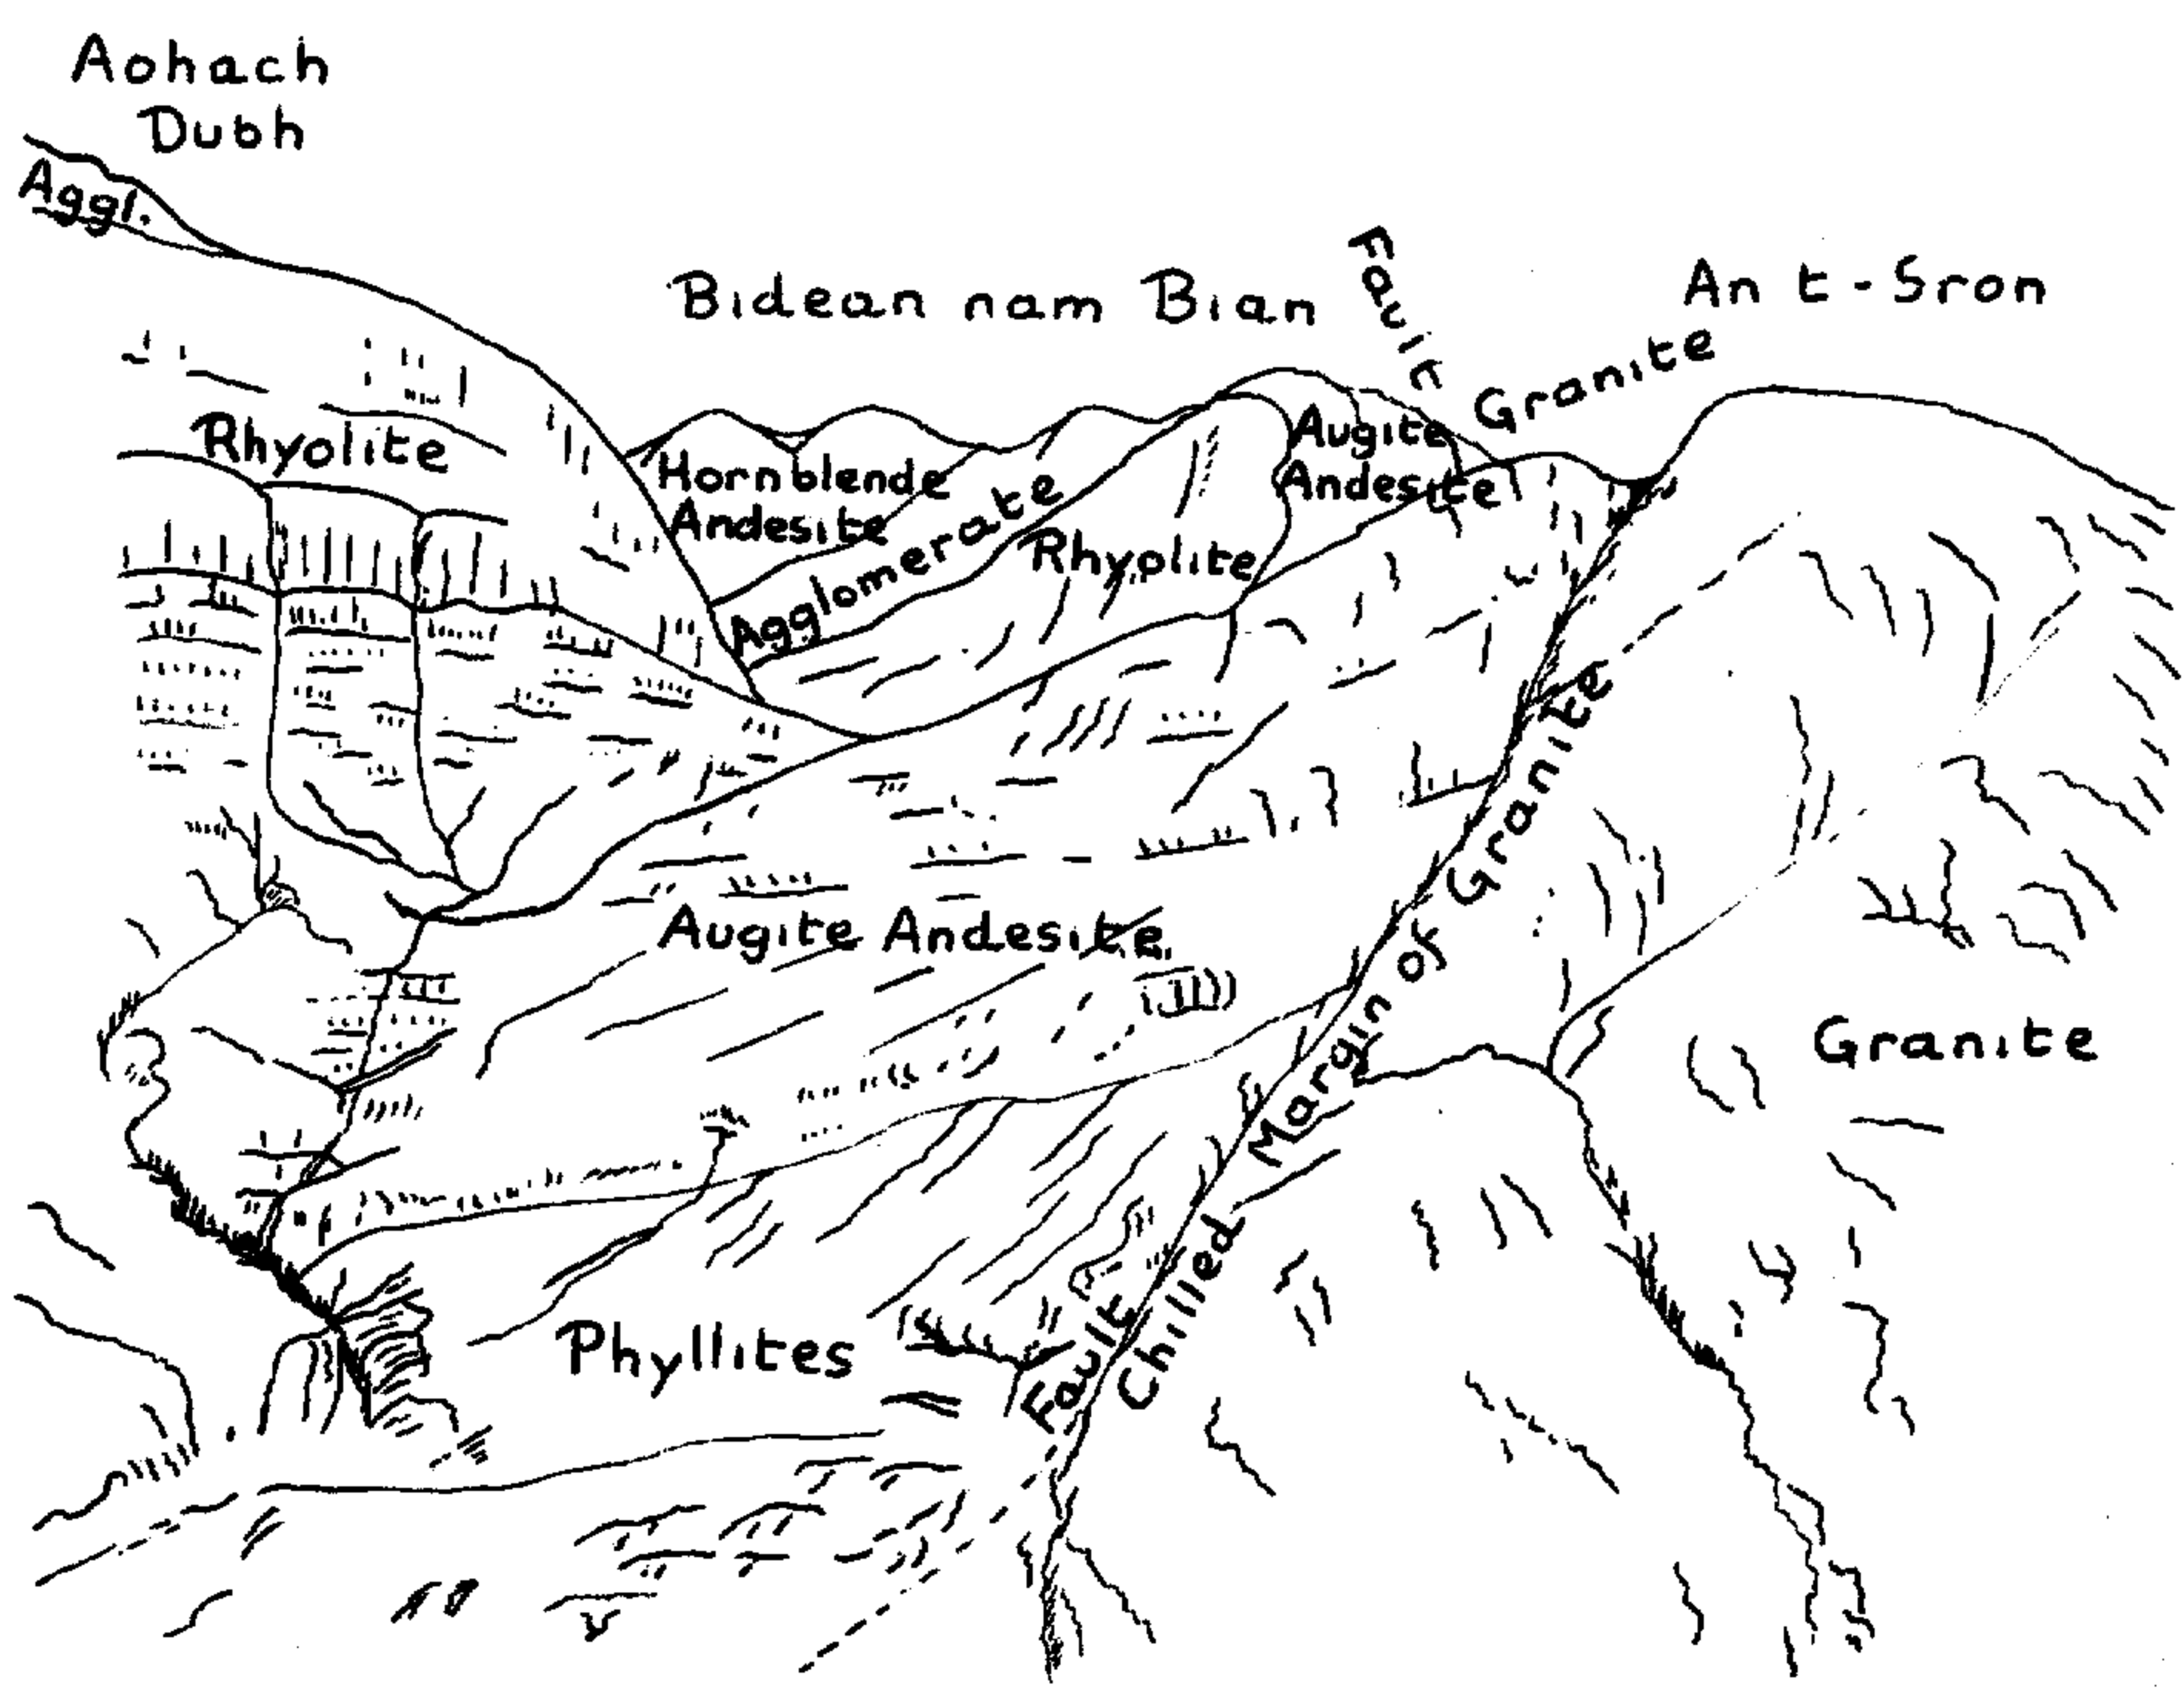 Aohach
Dubh
Aggl.
Bidean nam Bian
Fault
An t-Sron
Granite
Rhyolite
Hornblende
Andesite
Agglomerate
Rhyolite
Augite
Andesite
Augite Andesite
Chilled Margin of Granite
Granite
Phyllites
Fault